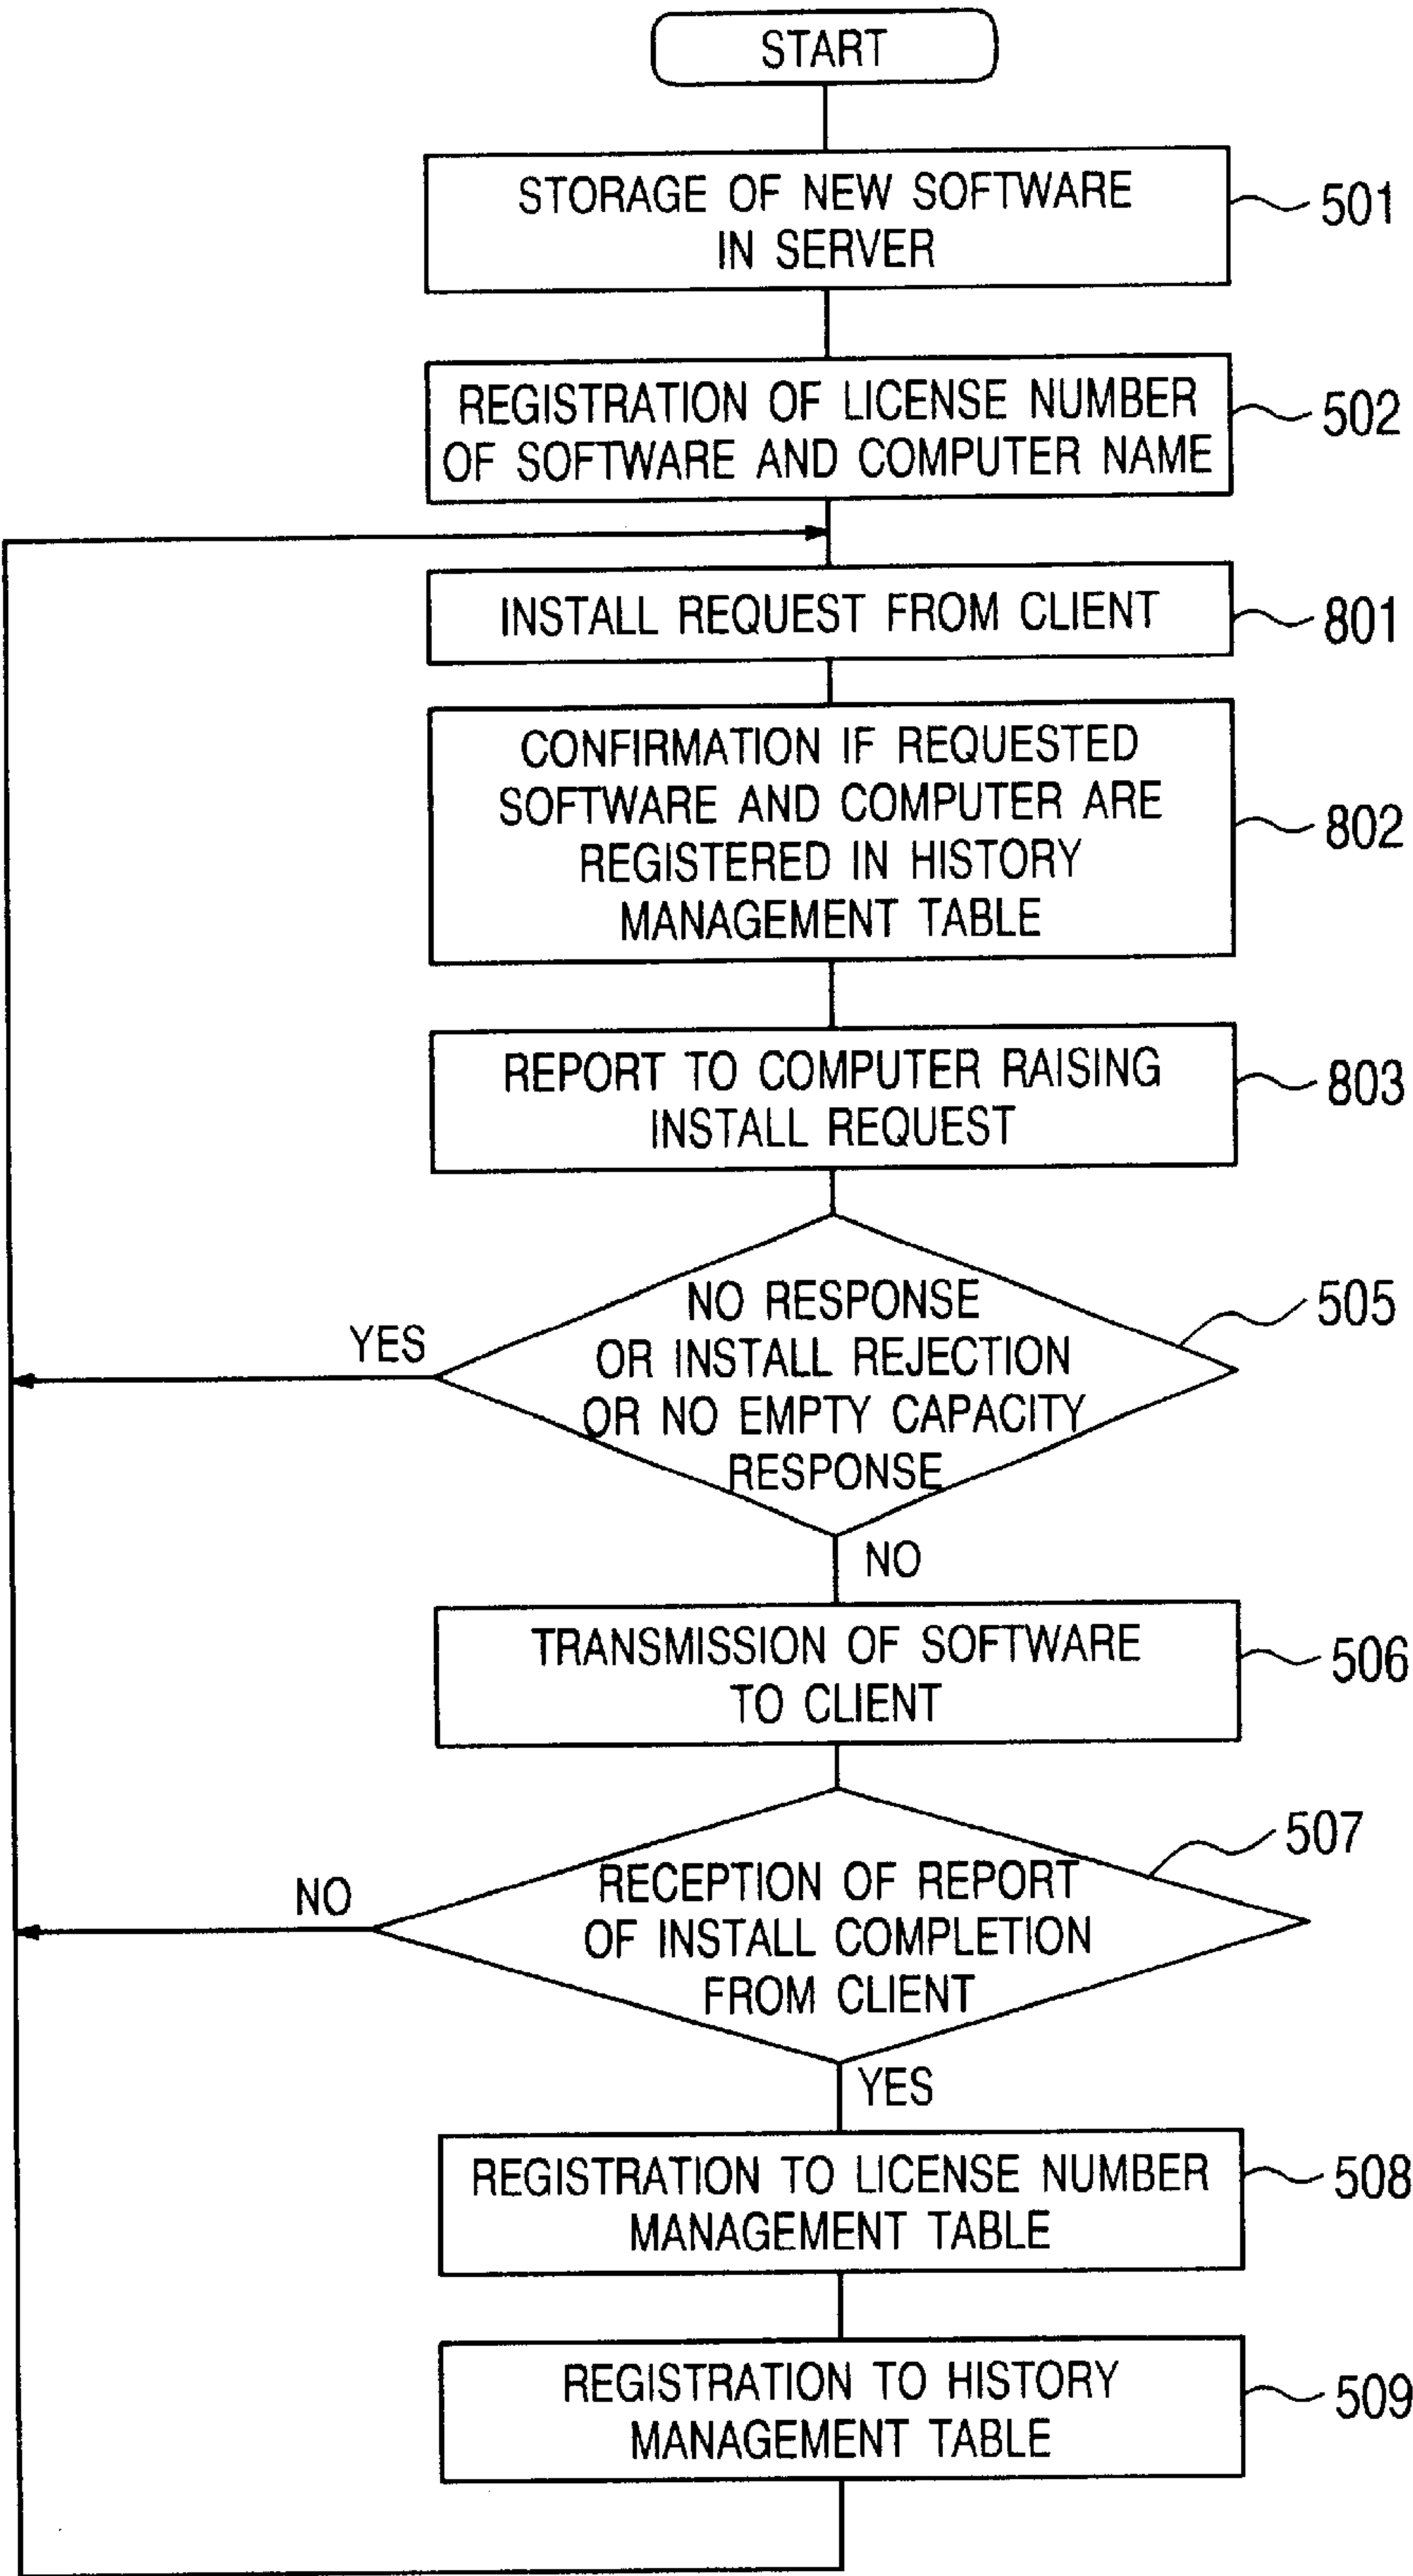 START
STORAGE OF NEW SOFTWARE
IN SERVER
501
REGISTRATION OF LICENSE NUMBER
OF SOFTWARE AND COMPUTER NAME
502
INSTALL REQUEST FROM CLIENT
801
CONFIRMATION IF REQUESTED
SOFTWARE AND COMPUTER ARE
REGISTERED IN HISTORY
MANAGEMENT TABLE
802
REPORT TO COMPUTER RAISING
INSTALL REQUEST
803
NO RESPONSE
OR INSTALL REJECTION
OR NO EMPTY CAPACITY
RESPONSE
505
YES
NO
TRANSMISSION OF SOFTWARE
TO CLIENT
506
RECEPTION OF REPORT
OF INSTALL COMPLETION
FROM CLIENT
507
NO
YES
REGISTRATION TO LICENSE NUMBER
MANAGEMENT TABLE
508
REGISTRATION TO HISTORY
MANAGEMENT TABLE
509